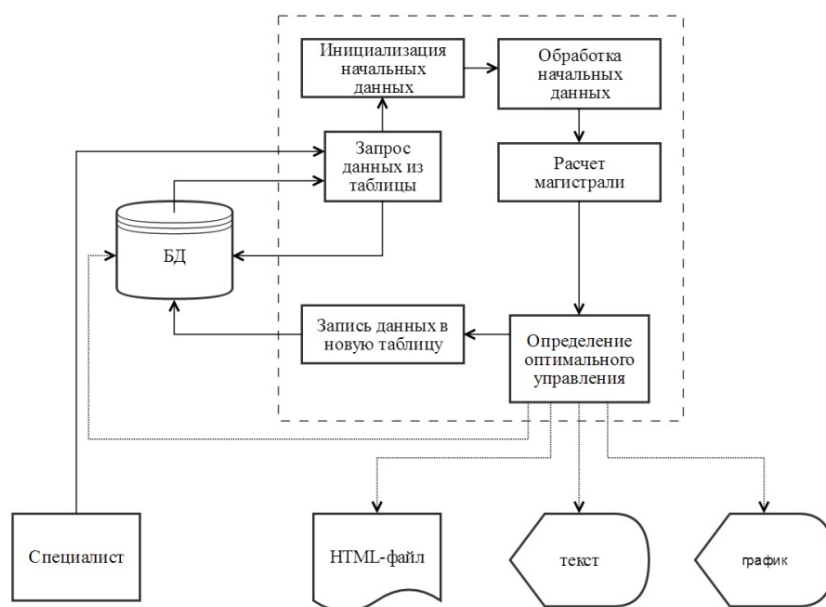 Инициализация
начальных
данных
Обработка
начальных
данных
Запрос
данных из
таблицы
Расчет
магистрали
БД
Запись данных в
новую таблицу
Определение
оптимального
управления
Специалист
HTML-файл
текст
график